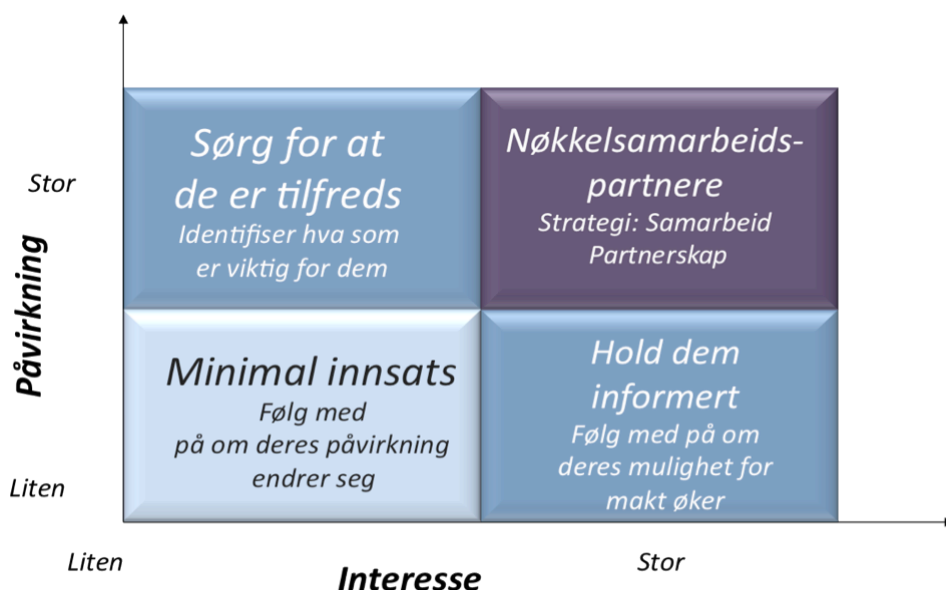 Sørg for at
de er tilfreds
Identifiser hva som
er viktig for dem
Nøkkelsamarbeids-
partnere
Strategi: Samarbeid
Partnerskap
Stor
Påvirkning
Minimal innsats
Følg med
på om deres påvirkning
endrer seg
Hold dem
informert
Følg med på om
deres mulighet for
makt øker
Liten
Liten
Interesse
Stor